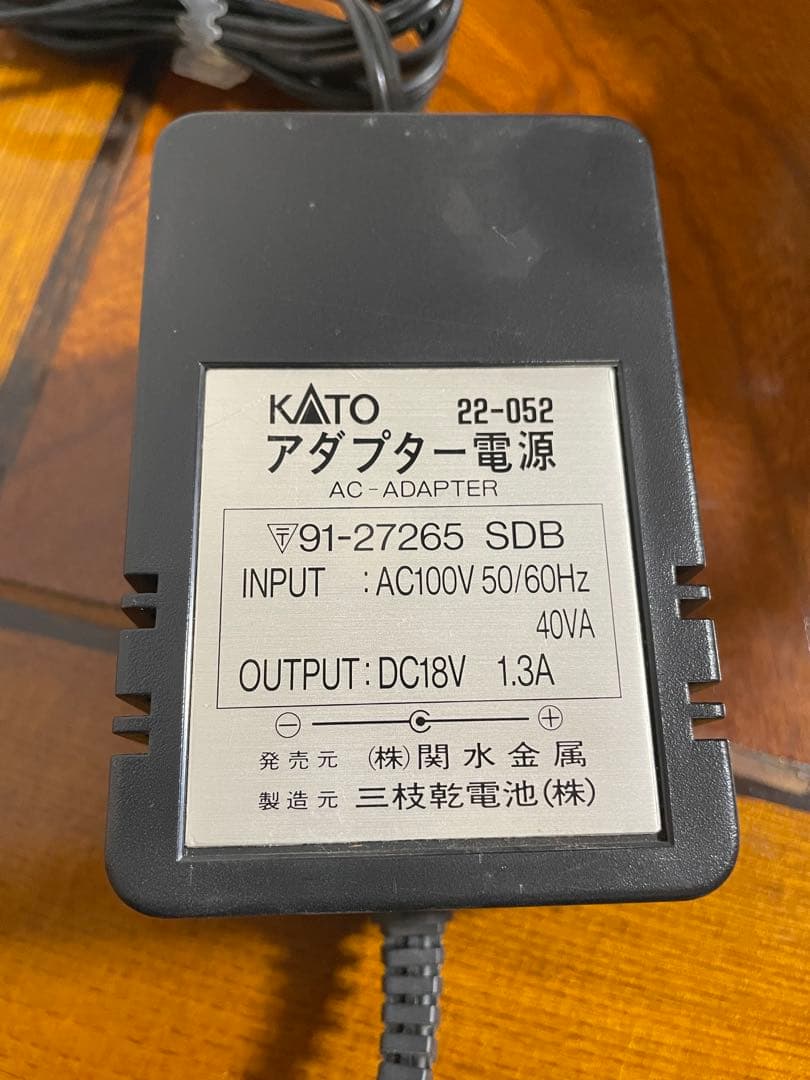 KATO 22-052
アダプター電源
AC-ADAPTER
〒91-27265 SDB
INPUT : AC100V 50/60Hz
40VA
OUTPUT : DC18V 1.3A
⊖ ⊕
発売元 (株)関水金属
製造元 三枝乾電池(株)